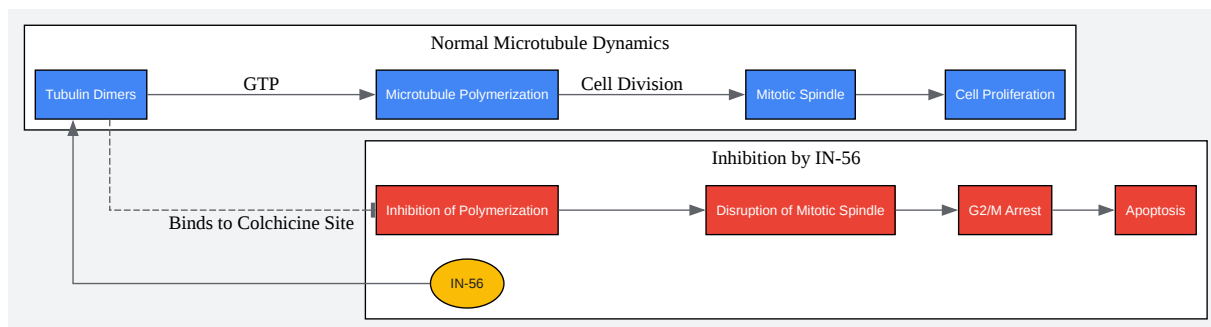 Normal Microtubule Dynamics
Tubulin Dimers
GTP
Microtubule Polymerization
Cell Division
Mitotic Spindle
Cell Proliferation
Inhibition by IN-56
Binds to Colchicine Site
Inhibition of Polymerization
Disruption of Mitotic Spindle
G2/M Arrest
Apoptosis
IN-56